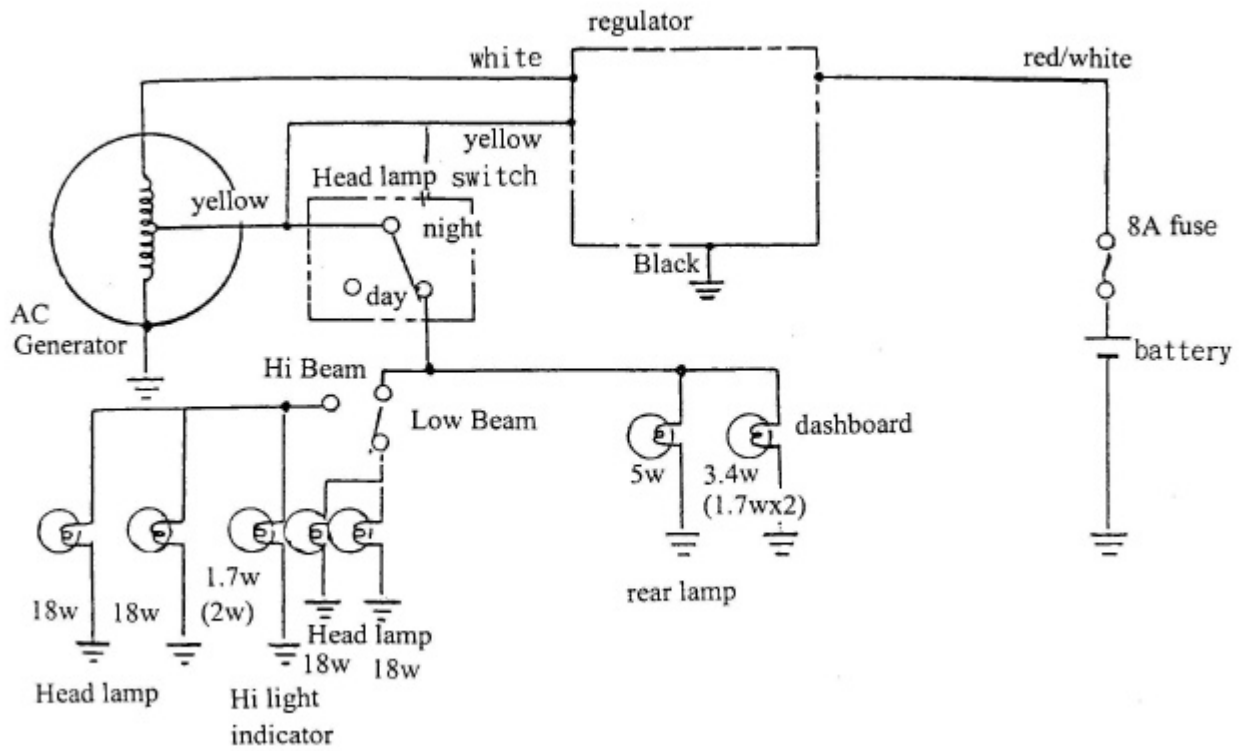 regulator
white
red/white
yellow
Head lamp switch
yellow
night
8A fuse
Black
day
AC
Generator
battery
Hi Beam
Low Beam
dashboard
5w
3.4w
(1.7wx2)
1.7w
(2w)
18w
18w
rear lamp
Head lamp
18w
18w
Head lamp
Hi light
indicator